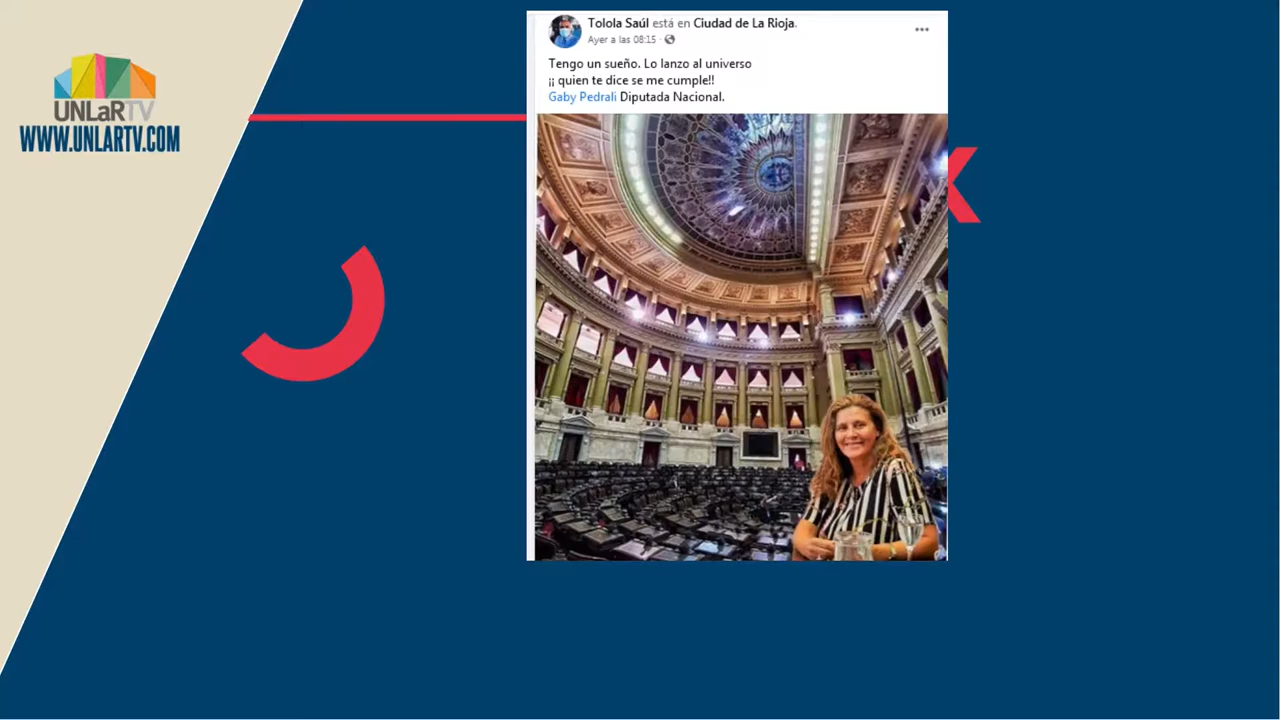 UNLaRTV
WWW.UNLARTV.COM
Tolola Saúl está en Ciudad de La Rioja.
Ayer a las 08:15 ·
Tengo un sueño. Lo lanzo al universo
¡¡ quien te dice se me cumple!!
Gaby Pedrali Diputada Nacional.